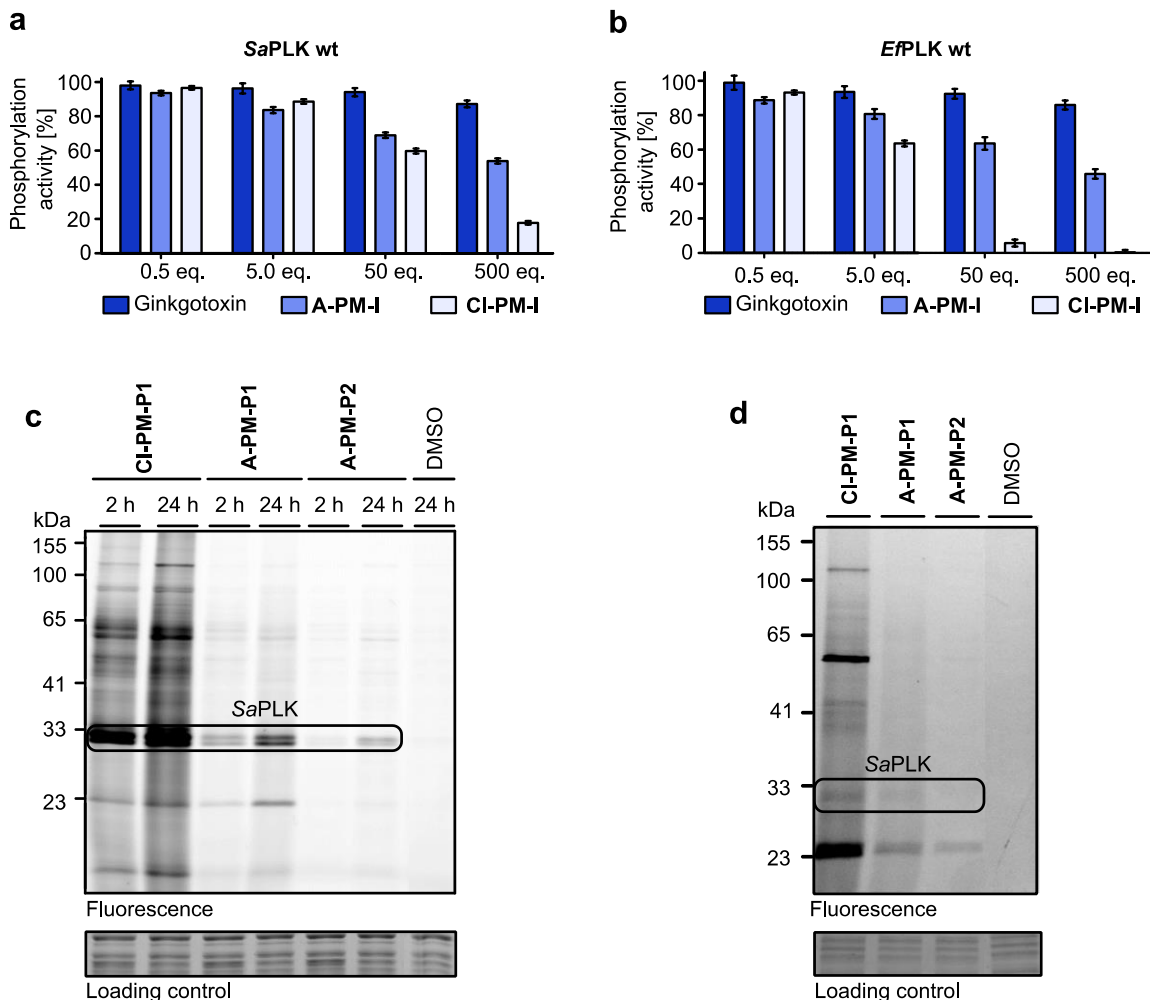 a
SaPLK wt
Phosphorylation
activity [%]
100
80
60
40
20
0
0.5 eq. 5.0 eq. 50 eq. 500 eq.
Ginkgotoxin A-PM-I Cl-PM-I
b
EfPLK wt
Phosphorylation
activity [%]
100
80
60
40
20
0
0.5 eq. 5.0 eq. 50 eq. 500 eq.
Ginkgotoxin A-PM-I Cl-PM-I
c
Cl-PM-P1
A-PM-P1
A-PM-P2
DMSO
2 h 24 h 2 h 24 h 2 h 24 h 24 h
kDa
155
100
65
41
SaPLK
33
23
Fluorescence
Loading control
d
Cl-PM-P1
A-PM-P1
A-PM-P2
DMSO
kDa
155
100
65
41
SaPLK
33
23
Fluorescence
Loading control